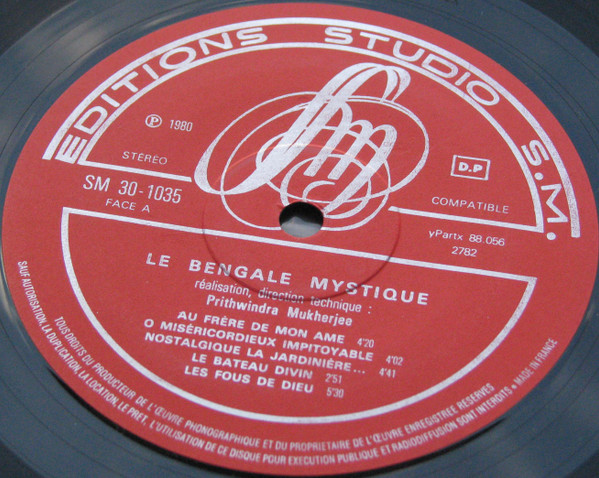 EDITIONS STUDIO S.M.
Sm
℗ 1980
STÉRÉO
SM 30-1035
FACE A
D.P
COMPATIBLE
yPartx 88.056
2782
LE BENGALE MYSTIQUE
réalisation, direction technique :
Prithwindra Mukherjee
AU FRÈRE DE MON AME 4'20
O MISÉRICORDIEUX IMPITOYABLE 4'02
NOSTALGIQUE LA JARDINIÈRE... 4'41
LE BATEAU DIVIN 2'51
LES FOUS DE DIEU 5'30
TOUS DROITS DU PRODUCTEUR DE L'ŒUVRE PHONOGRAPHIQUE ET DU PROPRIETAIRE DE L'ŒUVRE ENREGISTREE RESERVES
SAUF AUTORISATION, LA DUPLICATION, LA LOCATION, LE PRET, L'UTILISATION DE CE DISQUE POUR EXECUTION PUBLIQUE ET RADIODIFFUSION SONT INTERDITS • MADE IN FRANCE